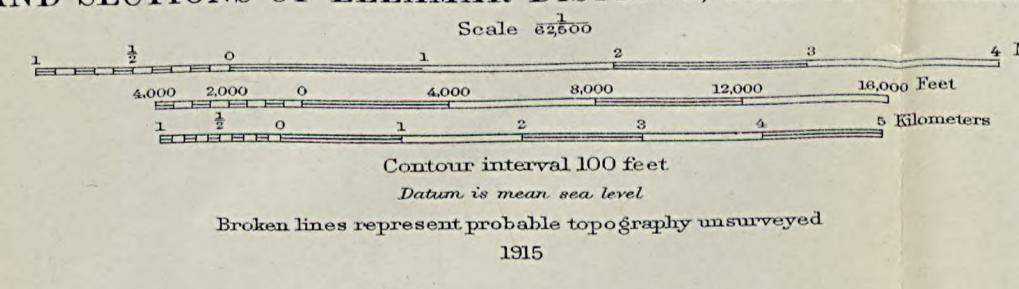 Scale 1/62,500
1 1/2 0 1 2 3 4
4,000 2,000 0 4,000 8,000 12,000 16,000 Feet
1 1/2 0 1 2 3 4 5 Kilometers
Contour interval 100 feet
Datum is mean sea level
Broken lines represent probable topography unsurveyed
1915